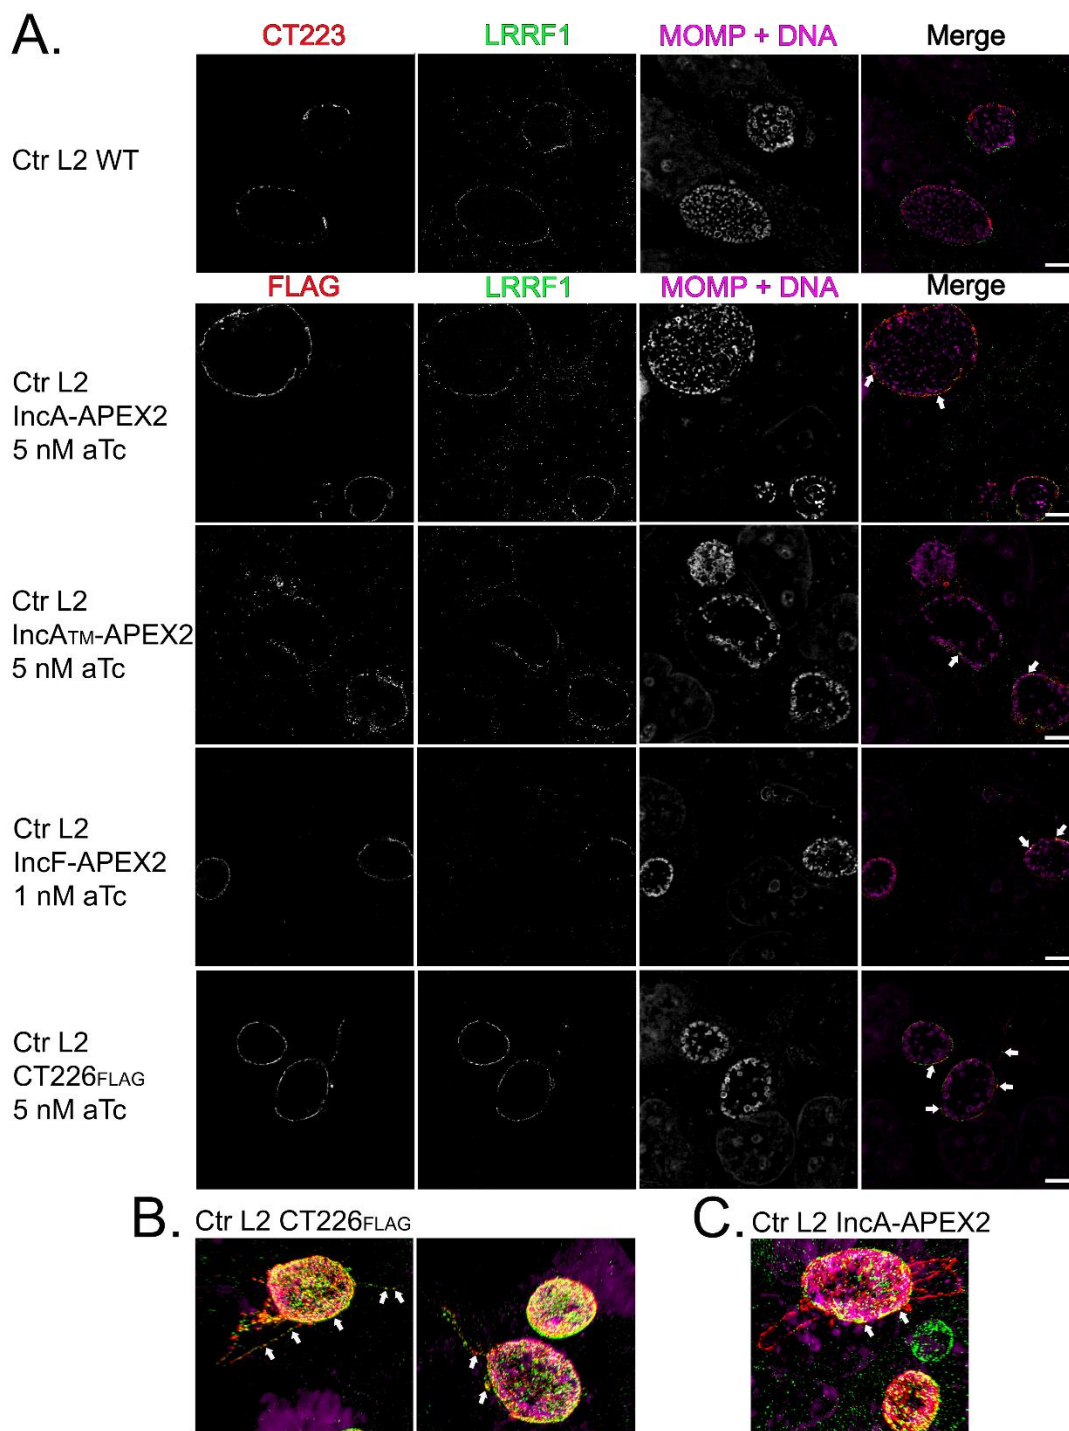 A.
CT223 LRRF1 MOMP + DNA Merge
Ctr L2 WT
FLAG LRRF1 MOMP + DNA Merge
Ctr L2
IncA-APEX2
5 nM aTc
Ctr L2
IncATM-APEX2
5 nM aTc
Ctr L2
IncF-APEX2
1 nM aTc
Ctr L2
CT226FLAG
5 nM aTc
B. Ctr L2 CT226FLAG
C. Ctr L2 IncA-APEX2